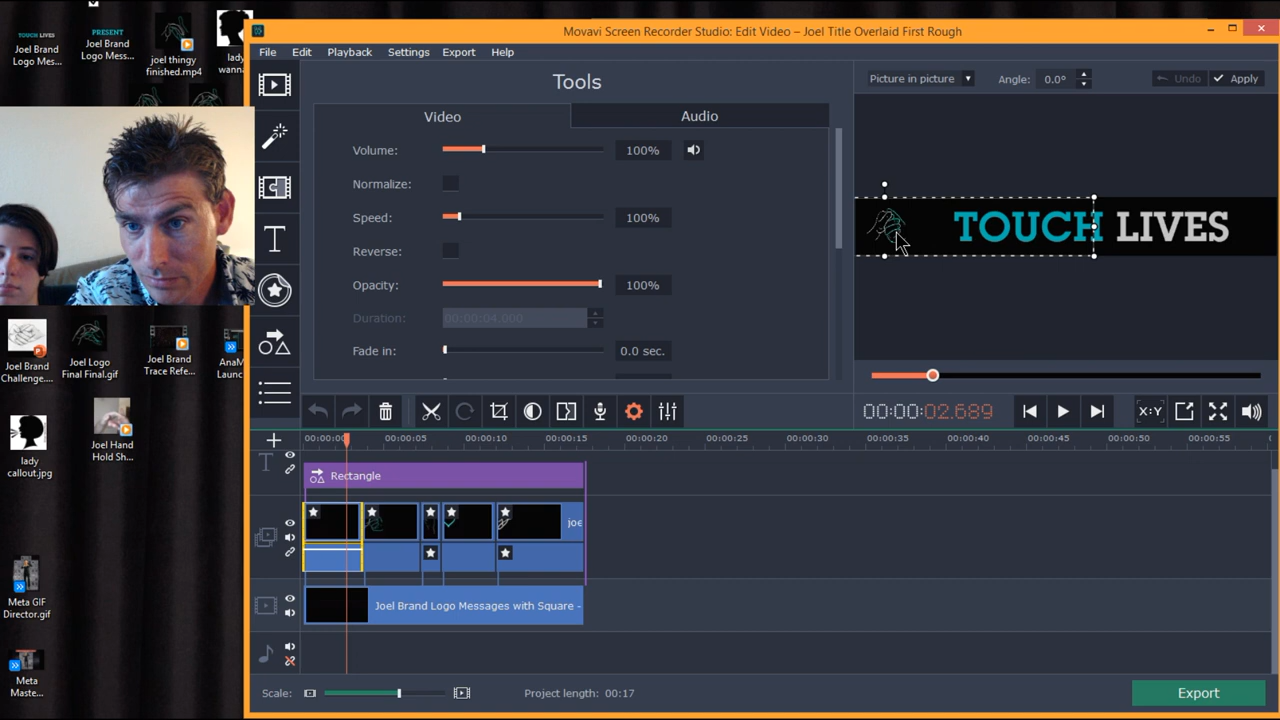 TOUCH LIVES
Joel Brand
Logo Mess...
PRESENT
Joel Brand
Logo Mess...
joel thingy
finished.mp4
lady
wanna
Movavi Screen Recorder Studio: Edit Video – Joel Title Overlaid First Rough
File Edit Playback Settings Export Help
Tools
Picture in picture Angle: 0.0° Undo Apply
Video Audio
Volume: 100%
Normalize:
Speed: 100%
Reverse:
Opacity: 100%
Duration: 00:00:04.000
Fade in: 0.0 sec.
TOUCH LIVES
00:00:02.689
X:Y
Joel Brand
Challenge....
Joel Logo
Final Final.gif
Joel Brand
Trace Refe...
AnaM
Launc
lady
callout.jpg
Joel Hand
Hold Sh...
Meta GIF
Director.gif
Meta
Maste...
00:00:00 00:00:05 00:00:10 00:00:15 00:00:20 00:00:25 00:00:30 00:00:35 00:00:40 00:00:45 00:00:50 00:00:55
Rectangle
joe
Joel Brand Logo Messages with Square -
Scale: Project length: 00:17
Export